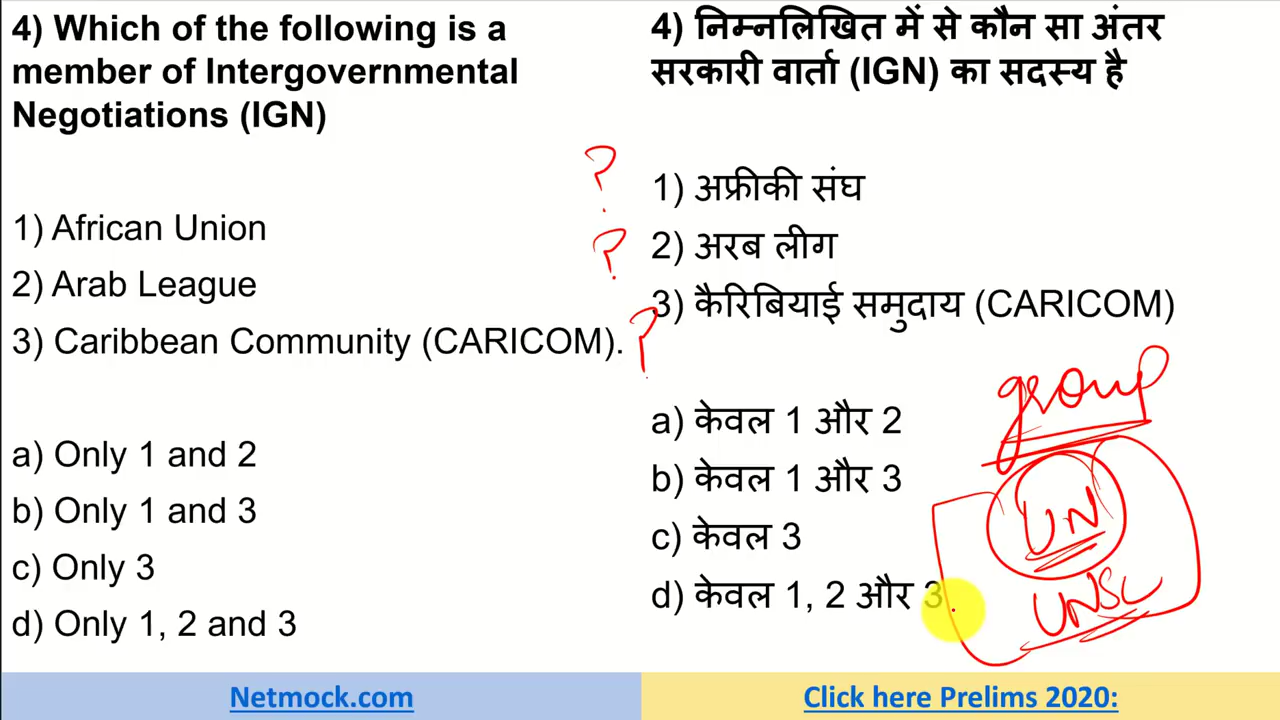 4) Which of the following is a
member of Intergovernmental
Negotiations (IGN)
1) African Union
2) Arab League
3) Caribbean Community (CARICOM).
a) Only 1 and 2
b) Only 1 and 3
c) Only 3
d) Only 1, 2 and 3
4) निम्नलिखित में से कौन सा अंतर
सरकारी वार्ता (IGN) का सदस्य है
1) अफ्रीकी संघ
2) अरब लीग
3) कैरिबियाई समुदाय (CARICOM)
a) केवल 1 और 2
b) केवल 1 और 3
c) केवल 3
d) केवल 1, 2 और 3
?
?
?
group
UN
UNSC
Netmock.com
Click here Prelims 2020: